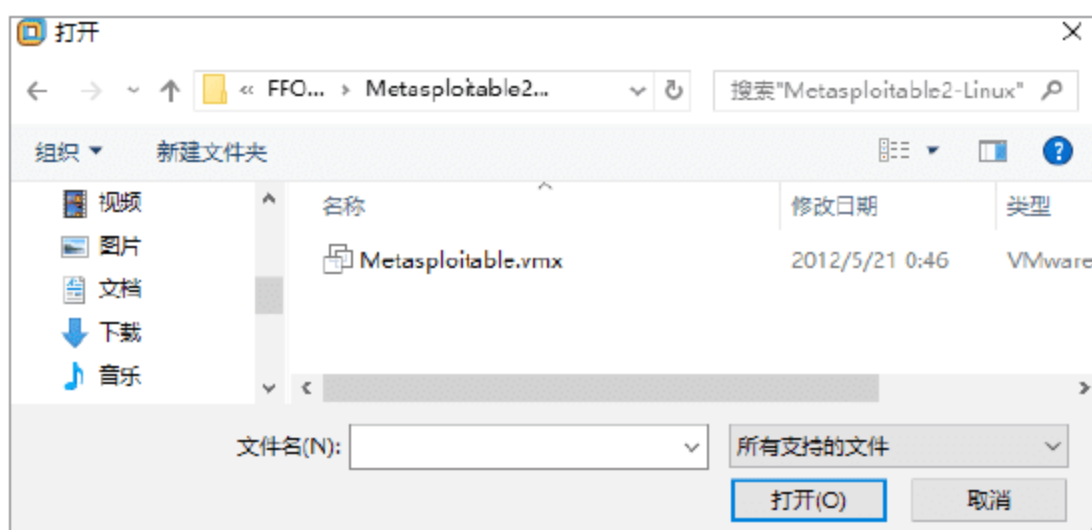 打开
« FFO... › Metasploitable2...
搜索"Metasploitable2-Linux"
组织
新建文件夹
视频
图片
文档
下载
音乐
名称
修改日期
类型
Metasploitable.vmx
2012/5/21 0:46
VMware
文件名(N):
所有支持的文件
打开(O)
取消